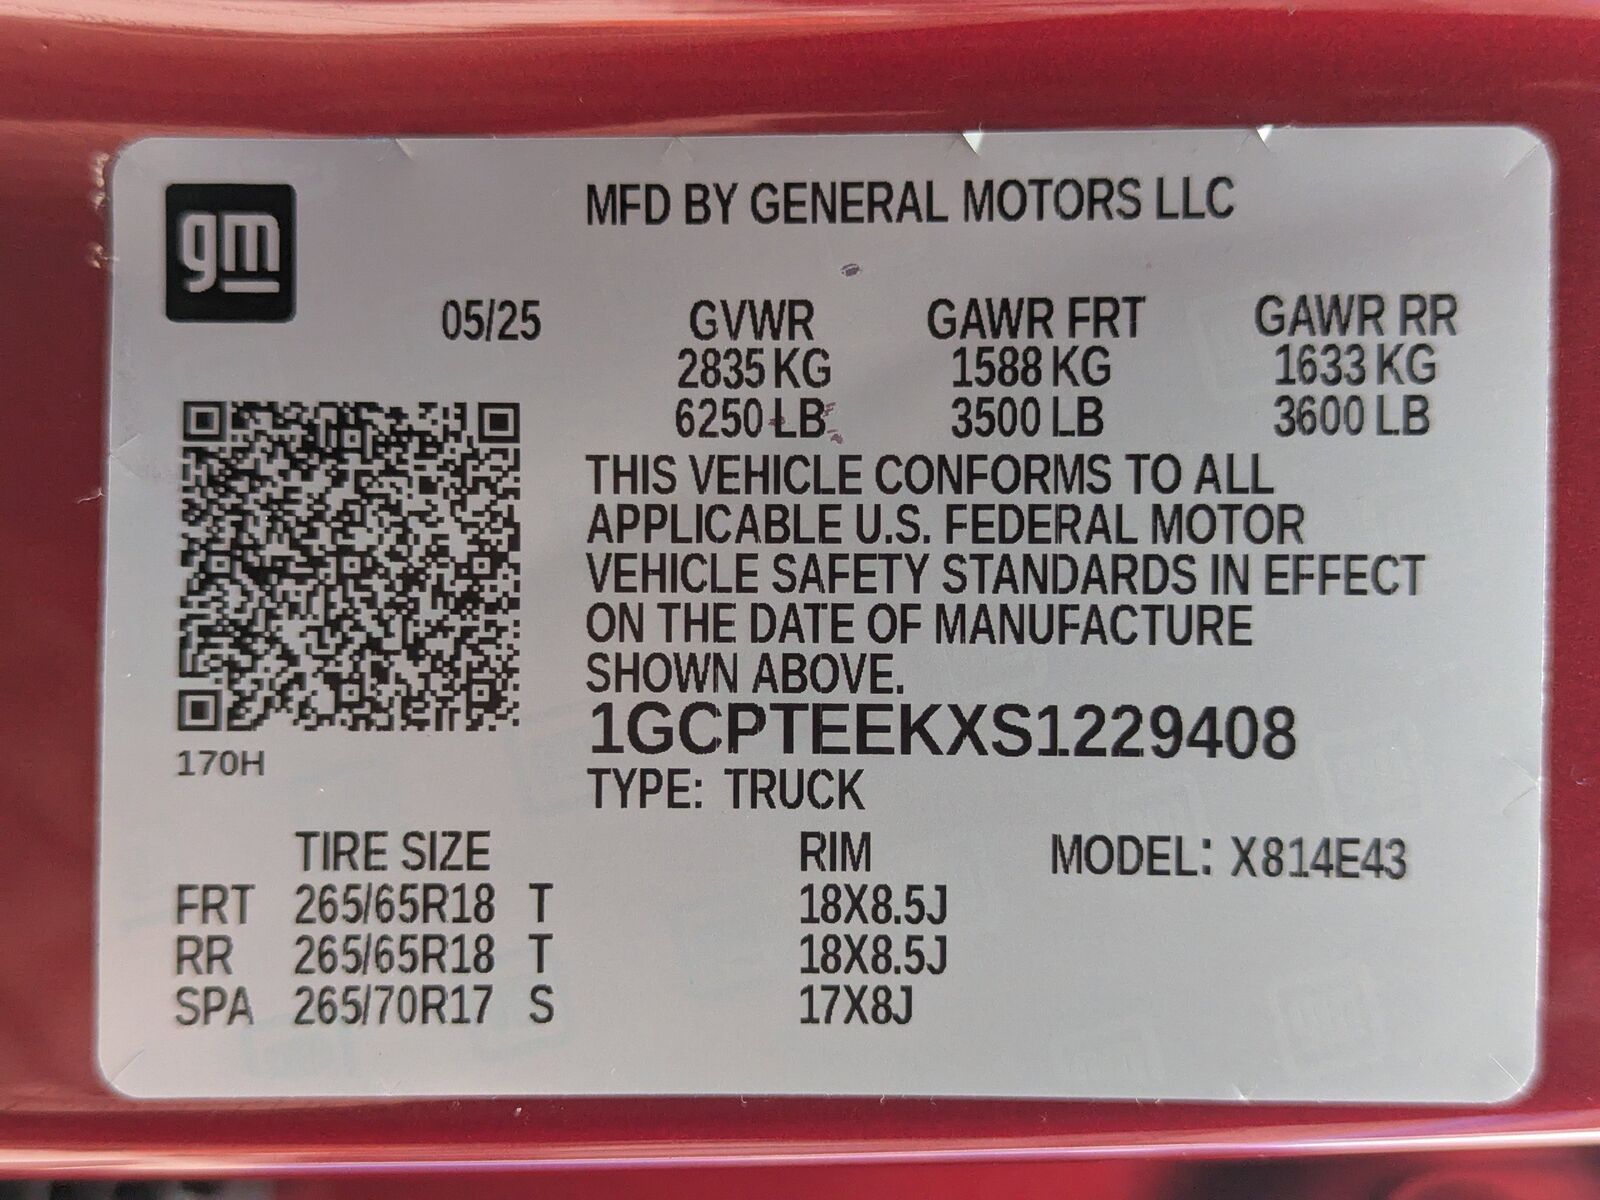 gm
MFD BY GENERAL MOTORS LLC
05/25 GVWR GAWR FRT GAWR RR
2835 KG 1588 KG 1633 KG
6250 LB 3500 LB 3600 LB
THIS VEHICLE CONFORMS TO ALL
APPLICABLE U.S. FEDERAL MOTOR
VEHICLE SAFETY STANDARDS IN EFFECT
ON THE DATE OF MANUFACTURE
SHOWN ABOVE.
1GCPTEEKXS1229408
170H
TYPE: TRUCK
TIRE SIZE RIM MODEL: X814E43
FRT 265/65R18 T 18X8.5J
RR 265/65R18 T 18X8.5J
SPA 265/70R17 S 17X8J